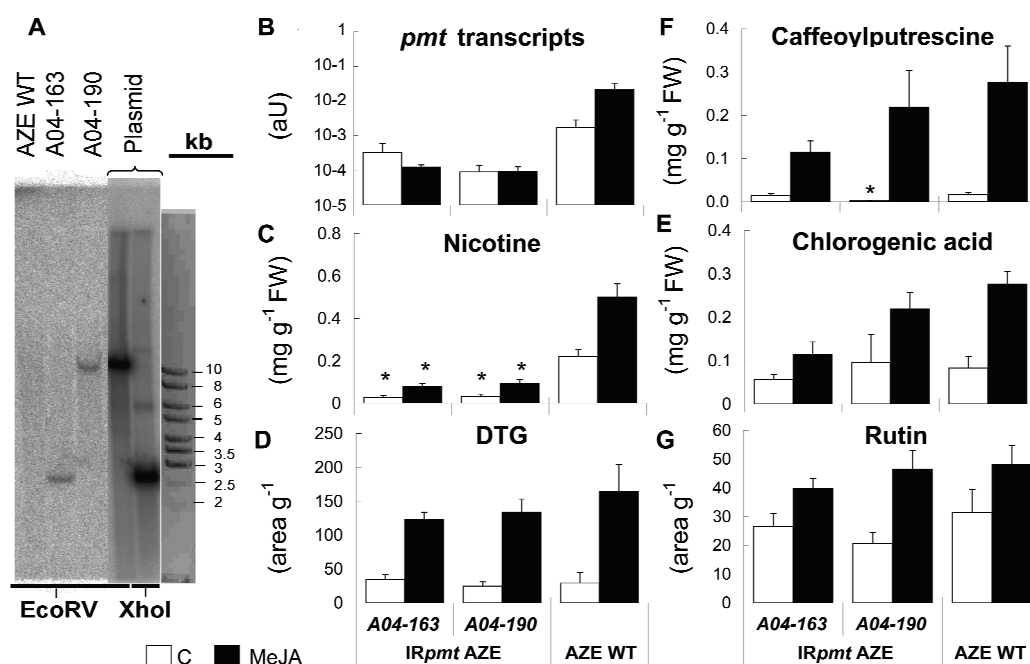 A
AZE WT
A04-163
A04-190
Plasmid
kb
10
8
6
5
4
3.5
3
2.5
2
EcoRV
XhoI
B
pmt transcripts
(aU)
1
10-1
10-2
10-3
10-4
10-5
C
Nicotine
(mg g-1 FW)
0.8
0.6
0.4
0.2
0
* * * *
D
DTG
(area g-1)
250
200
150
100
50
0
A04-163 A04-190
IRpmt AZE AZE WT
F
Caffeoylputrescine
(mg g-1 FW)
0.4
0.3
0.2
0.1
0.0
*
E
Chlorogenic acid
(mg g-1 FW)
0.3
0.2
0.1
0
G
Rutin
(area g-1)
60
50
40
30
20
10
0
A04-163 A04-190
IRpmt AZE AZE WT
C MeJA